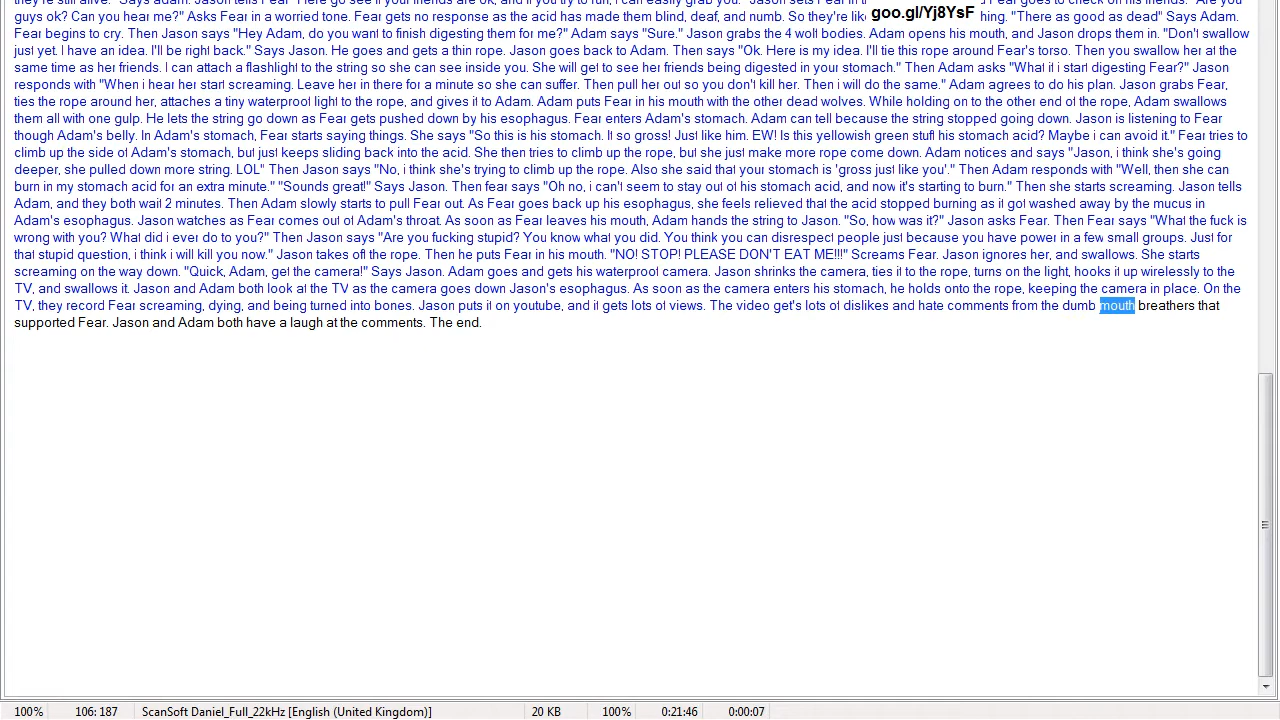 they're still alive." Says adam. Jason tells Fear "Here go see if your friends are ok, and if you try to run, i can easily grab you." Jason sets Fear in th Fear goes to check on his friends. "Are you
guys ok? Can you hear me?" Asks Fear in a worried tone. Fear gets no response as the acid has made them blind, deaf, and numb. So they're lik goo.gl/Yj8YsF hing. "There as good as dead" Says Adam.
Fear begins to cry. Then Jason says "Hey Adam, do you want to finish digesting them for me?" Adam says "Sure." Jason grabs the 4 wolf bodies. Adam opens his mouth, and Jason drops them in. "Don't swallow
just yet. I have an idea. I'll be right back." Says Jason. He goes and gets a thin rope. Jason goes back to Adam. Then says "Ok. Here is my idea. I'll tie this rope around Fear's torso. Then you swallow her at the
same time as her friends. I can attach a flashlight to the string so she can see inside you. She will get to see her friends being digested in your stomach." Then Adam asks "What if i start digesting Fear?" Jason
responds with "When i hear her start screaming. Leave her in there for a minute so she can suffer. Then pull her out so you don't kill her. Then i will do the same." Adam agrees to do his plan. Jason grabs Fear,
ties the rope around her, attaches a tiny waterproof light to the rope, and gives it to Adam. Adam puts Fear in his mouth with the other dead wolves. While holding on to the other end of the rope, Adam swallows
them all with one gulp. He lets the string go down as Fear gets pushed down by his esophagus. Fear enters Adam's stomach. Adam can tell because the string stopped going down. Jason is listening to Fear
though Adam's belly. In Adam's stomach, Fear starts saying things. She says "So this is his stomach. It so gross! Just like him. EW! Is this yellowish green stuff his stomach acid? Maybe i can avoid it." Fear tries to
climb up the side of Adam's stomach, but just keeps sliding back into the acid. She then tries to climb up the rope, but she just make more rope come down. Adam notices and says "Jason, i think she's going
deeper, she pulled down more string. LOL" Then Jason says "No, i think she's trying to climb up the rope. Also she said that your stomach is 'gross just like you'." Then Adam responds with "Well, then she can
burn in my stomach acid for an extra minute." "Sounds great!" Says Jason. Then fear says "Oh no, i can't seem to stay out of his stomach acid, and now it's starting to burn." Then she starts screaming. Jason tells
Adam, and they both wait 2 minutes. Then Adam slowly starts to pull Fear out. As Fear goes back up his esophagus, she feels relieved that the acid stopped burning as it got washed away by the mucus in
Adam's esophagus. Jason watches as Fear comes out of Adam's throat. As soon as Fear leaves his mouth, Adam hands the string to Jason. "So, how was it?" Jason asks Fear. Then Fear says "What the fuck is
wrong with you? What did i ever do to you?" Then Jason says "Are you fucking stupid? You know what you did. You think you can disrespect people just because you have power in a few small groups. Just for
that stupid question, i think i will kill you now." Jason takes off the rope. Then he puts Fear in his mouth. "NO! STOP! PLEASE DON'T EAT ME!!!" Screams Fear. Jason ignores her, and swallows. She starts
screaming on the way down. "Quick, Adam, get the camera!" Says Jason. Adam goes and gets his waterproof camera. Jason shrinks the camera, ties it to the rope, turns on the light, hooks it up wirelessly to the
TV, and swallows it. Jason and Adam both look at the TV as the camera goes down Jason's esophagus. As soon as the camera enters his stomach, he holds onto the rope, keeping the camera in place. On the
TV, they record Fear screaming, dying, and being turned into bones. Jason puts it on youtube, and it gets lots of views. The video get's lots of dislikes and hate comments from the dumb mouth breathers that
supported Fear. Jason and Adam both have a laugh at the comments. The end.
100% 106: 187 ScanSoft Daniel_Full_22kHz [English (United Kingdom)] 20 KB 100% 0:21:46 0:00:07